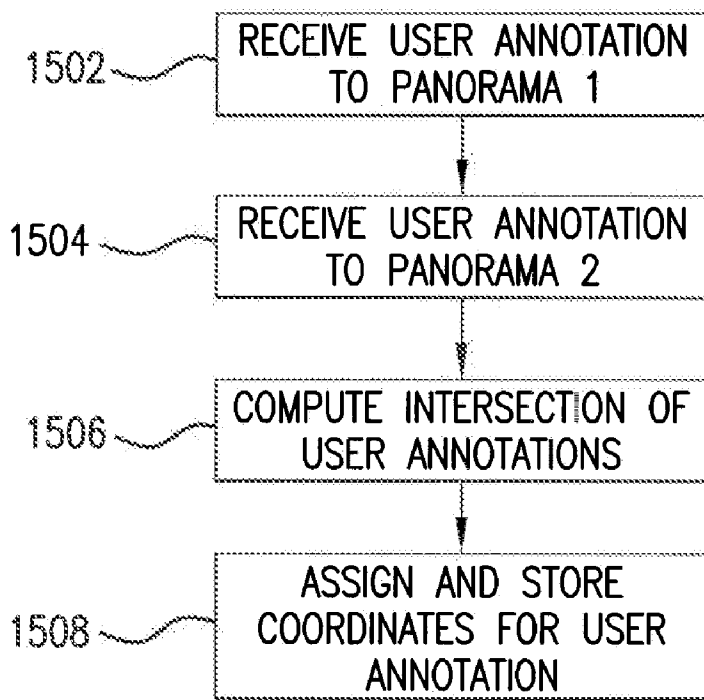 1502
RECEIVE USER ANNOTATION
TO PANORAMA 1
1504
RECEIVE USER ANNOTATION
TO PANORAMA 2
1506
COMPUTE INTERSECTION OF
USER ANNOTATIONS
1508
ASSIGN AND STORE
COORDINATES FOR USER
ANNOTATION